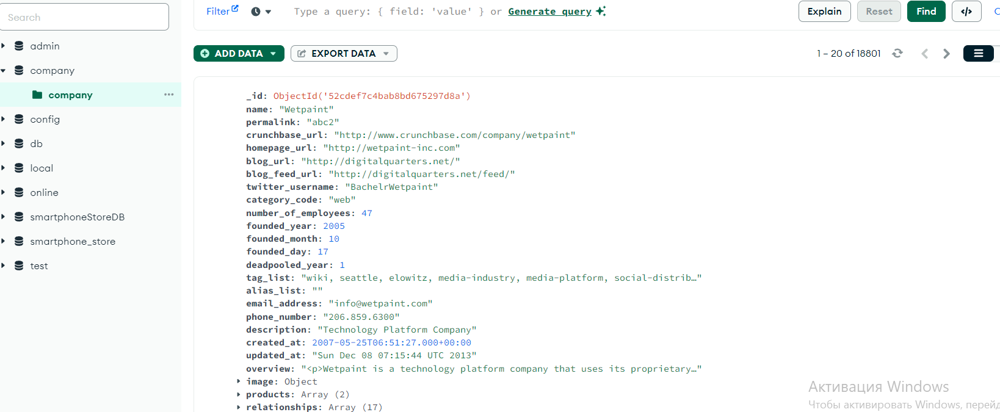 Filter
Type a query: { field: 'value' } or Generate query
Explain
Reset
Find
</>
Search
admin
company
company
config
db
local
online
smartphoneStoreDB
smartphone_store
test
ADD DATA
EXPORT DATA
1 – 20 of 18801
_id: ObjectId('52cdef7c4bab8bd675297d8a')
name: "Wetpaint"
permalink: "abc2"
crunchbase_url: "http://www.crunchbase.com/company/wetpaint"
homepage_url: "http://wetpaint-inc.com"
blog_url: "http://digitalquarters.net/"
blog_feed_url: "http://digitalquarters.net/feed/"
twitter_username: "BachelrWetpaint"
category_code: "web"
number_of_employees: 47
founded_year: 2005
founded_month: 10
founded_day: 17
deadpooled_year: 1
tag_list: "wiki, seattle, elowitz, media-industry, media-platform, social-distrib…"
alias_list: ""
email_address: "info@wetpaint.com"
phone_number: "206.859.6300"
description: "Technology Platform Company"
created_at: 2007-05-25T06:51:27.000+00:00
updated_at: "Sun Dec 08 07:15:44 UTC 2013"
overview: "<p>Wetpaint is a technology platform company that uses its proprietary…"
image: Object
products: Array (2)
relationships: Array (17)
Активация Windows
Чтобы активировать Windows, перейд